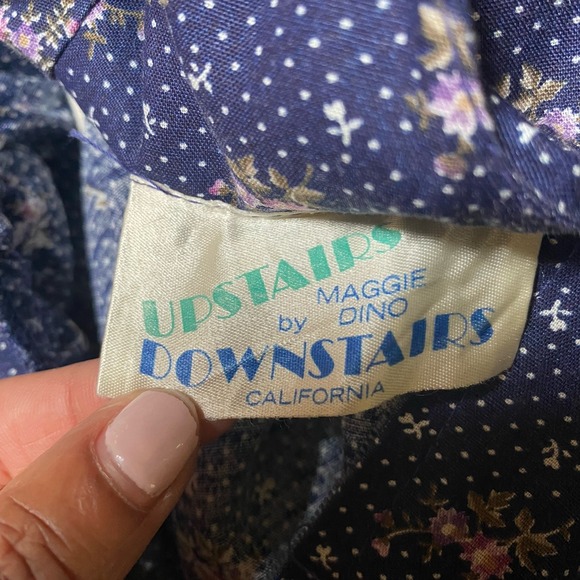 UPSTAIRS
by MAGGIE
DINO
DOWNSTAIRS
CALIFORNIA